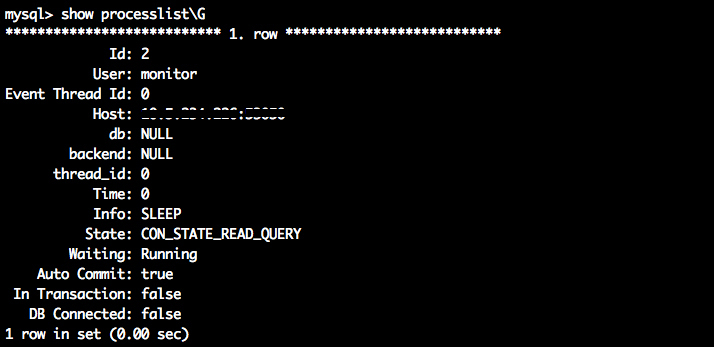 mysql> show processlist\G
*************************** 1. row ***************************
Id: 2
User: monitor
Event Thread Id: 0
Host:
db: NULL
backend: NULL
thread_id: 0
Time: 0
Info: SLEEP
State: CON_STATE_READ_QUERY
Waiting: Running
Auto Commit: true
In Transaction: false
DB Connected: false
1 row in set (0.00 sec)